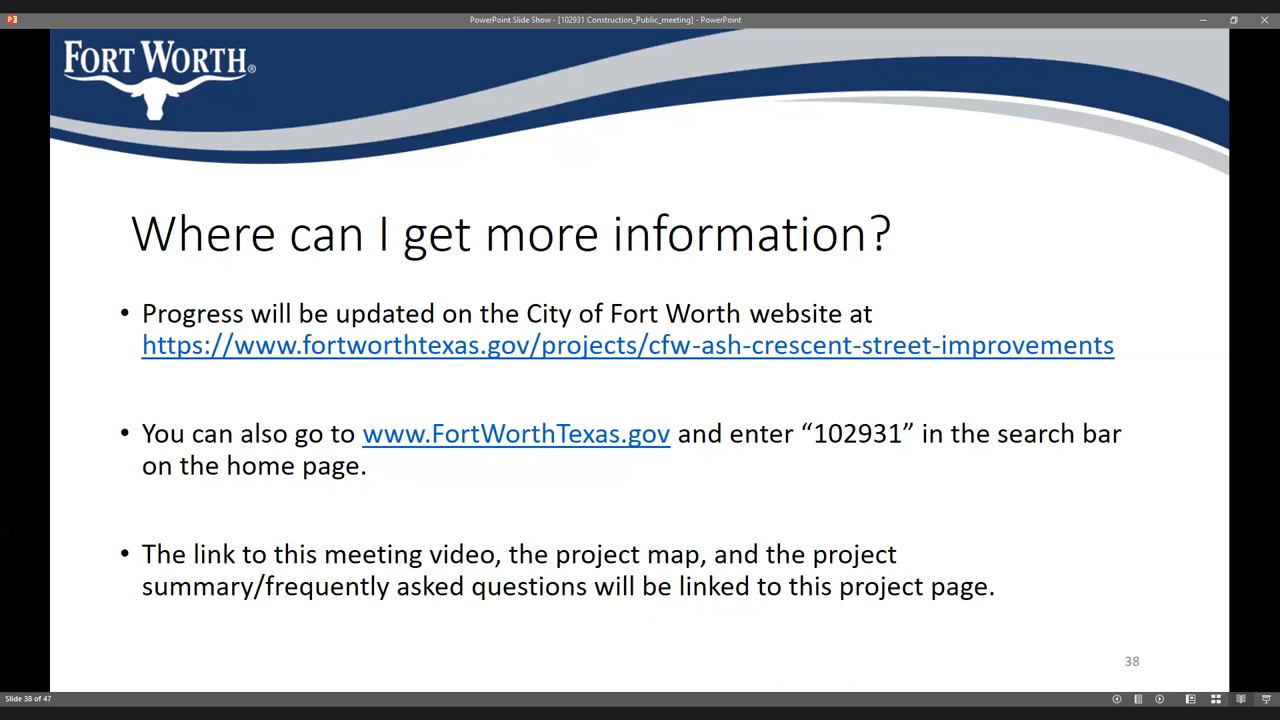 PowerPoint Slide Show - [102931 Construction_Public_meeting] - PowerPoint
FORT WORTH®
Where can I get more information?
• Progress will be updated on the City of Fort Worth website at
https://www.fortworthtexas.gov/projects/cfw-ash-crescent-street-improvements
• You can also go to www.FortWorthTexas.gov and enter “102931” in the search bar
on the home page.
• The link to this meeting video, the project map, and the project
summary/frequently asked questions will be linked to this project page.
38
Slide 38 of 47